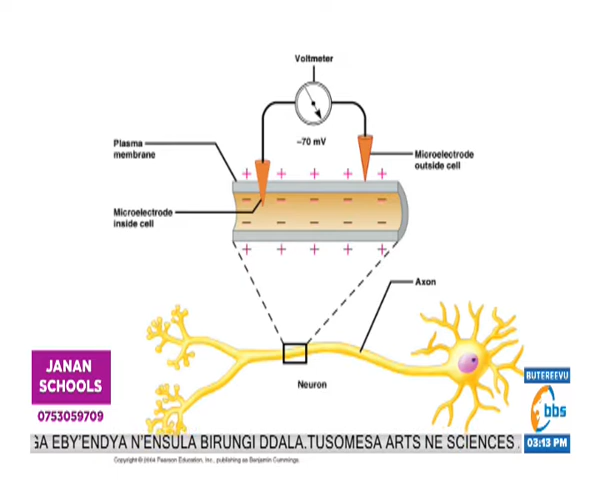 Voltmeter
-70 mV
Plasma
membrane
Microelectrode
outside cell
Microelectrode
inside cell
Axon
Neuron
JANAN
SCHOOLS
0753059709
BUTEREEVU
bbs
GA EBY'ENDYA N'ENSULA BIRUNGI DDALA.TUSOMESA ARTS NE SCIENCES .
03:13 PM
Copyright © 2004 Pearson Education, Inc., publishing as Benjamin Cummings.